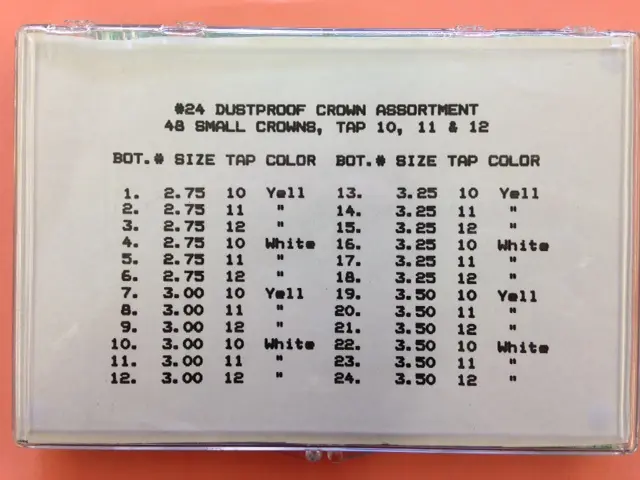 #24 DUSTPROOF CROWN ASSORTMENT
48 SMALL CROWNS, TAP 10, 11 & 12
BOT.# SIZE TAP COLOR BOT.# SIZE TAP COLOR
1. 2.75 10 Yell 13. 3.25 10 Yell
2. 2.75 11 " 14. 3.25 11 "
3. 2.75 12 " 15. 3.25 12 "
4. 2.75 10 White 16. 3.25 10 White
5. 2.75 11 " 17. 3.25 11 "
6. 2.75 12 " 18. 3.25 12 "
7. 3.00 10 Yell 19. 3.50 10 Yell
8. 3.00 11 " 20. 3.50 11 "
9. 3.00 12 " 21. 3.50 12 "
10. 3.00 10 White 22. 3.50 10 White
11. 3.00 11 " 23. 3.50 11 "
12. 3.00 12 " 24. 3.50 12 "